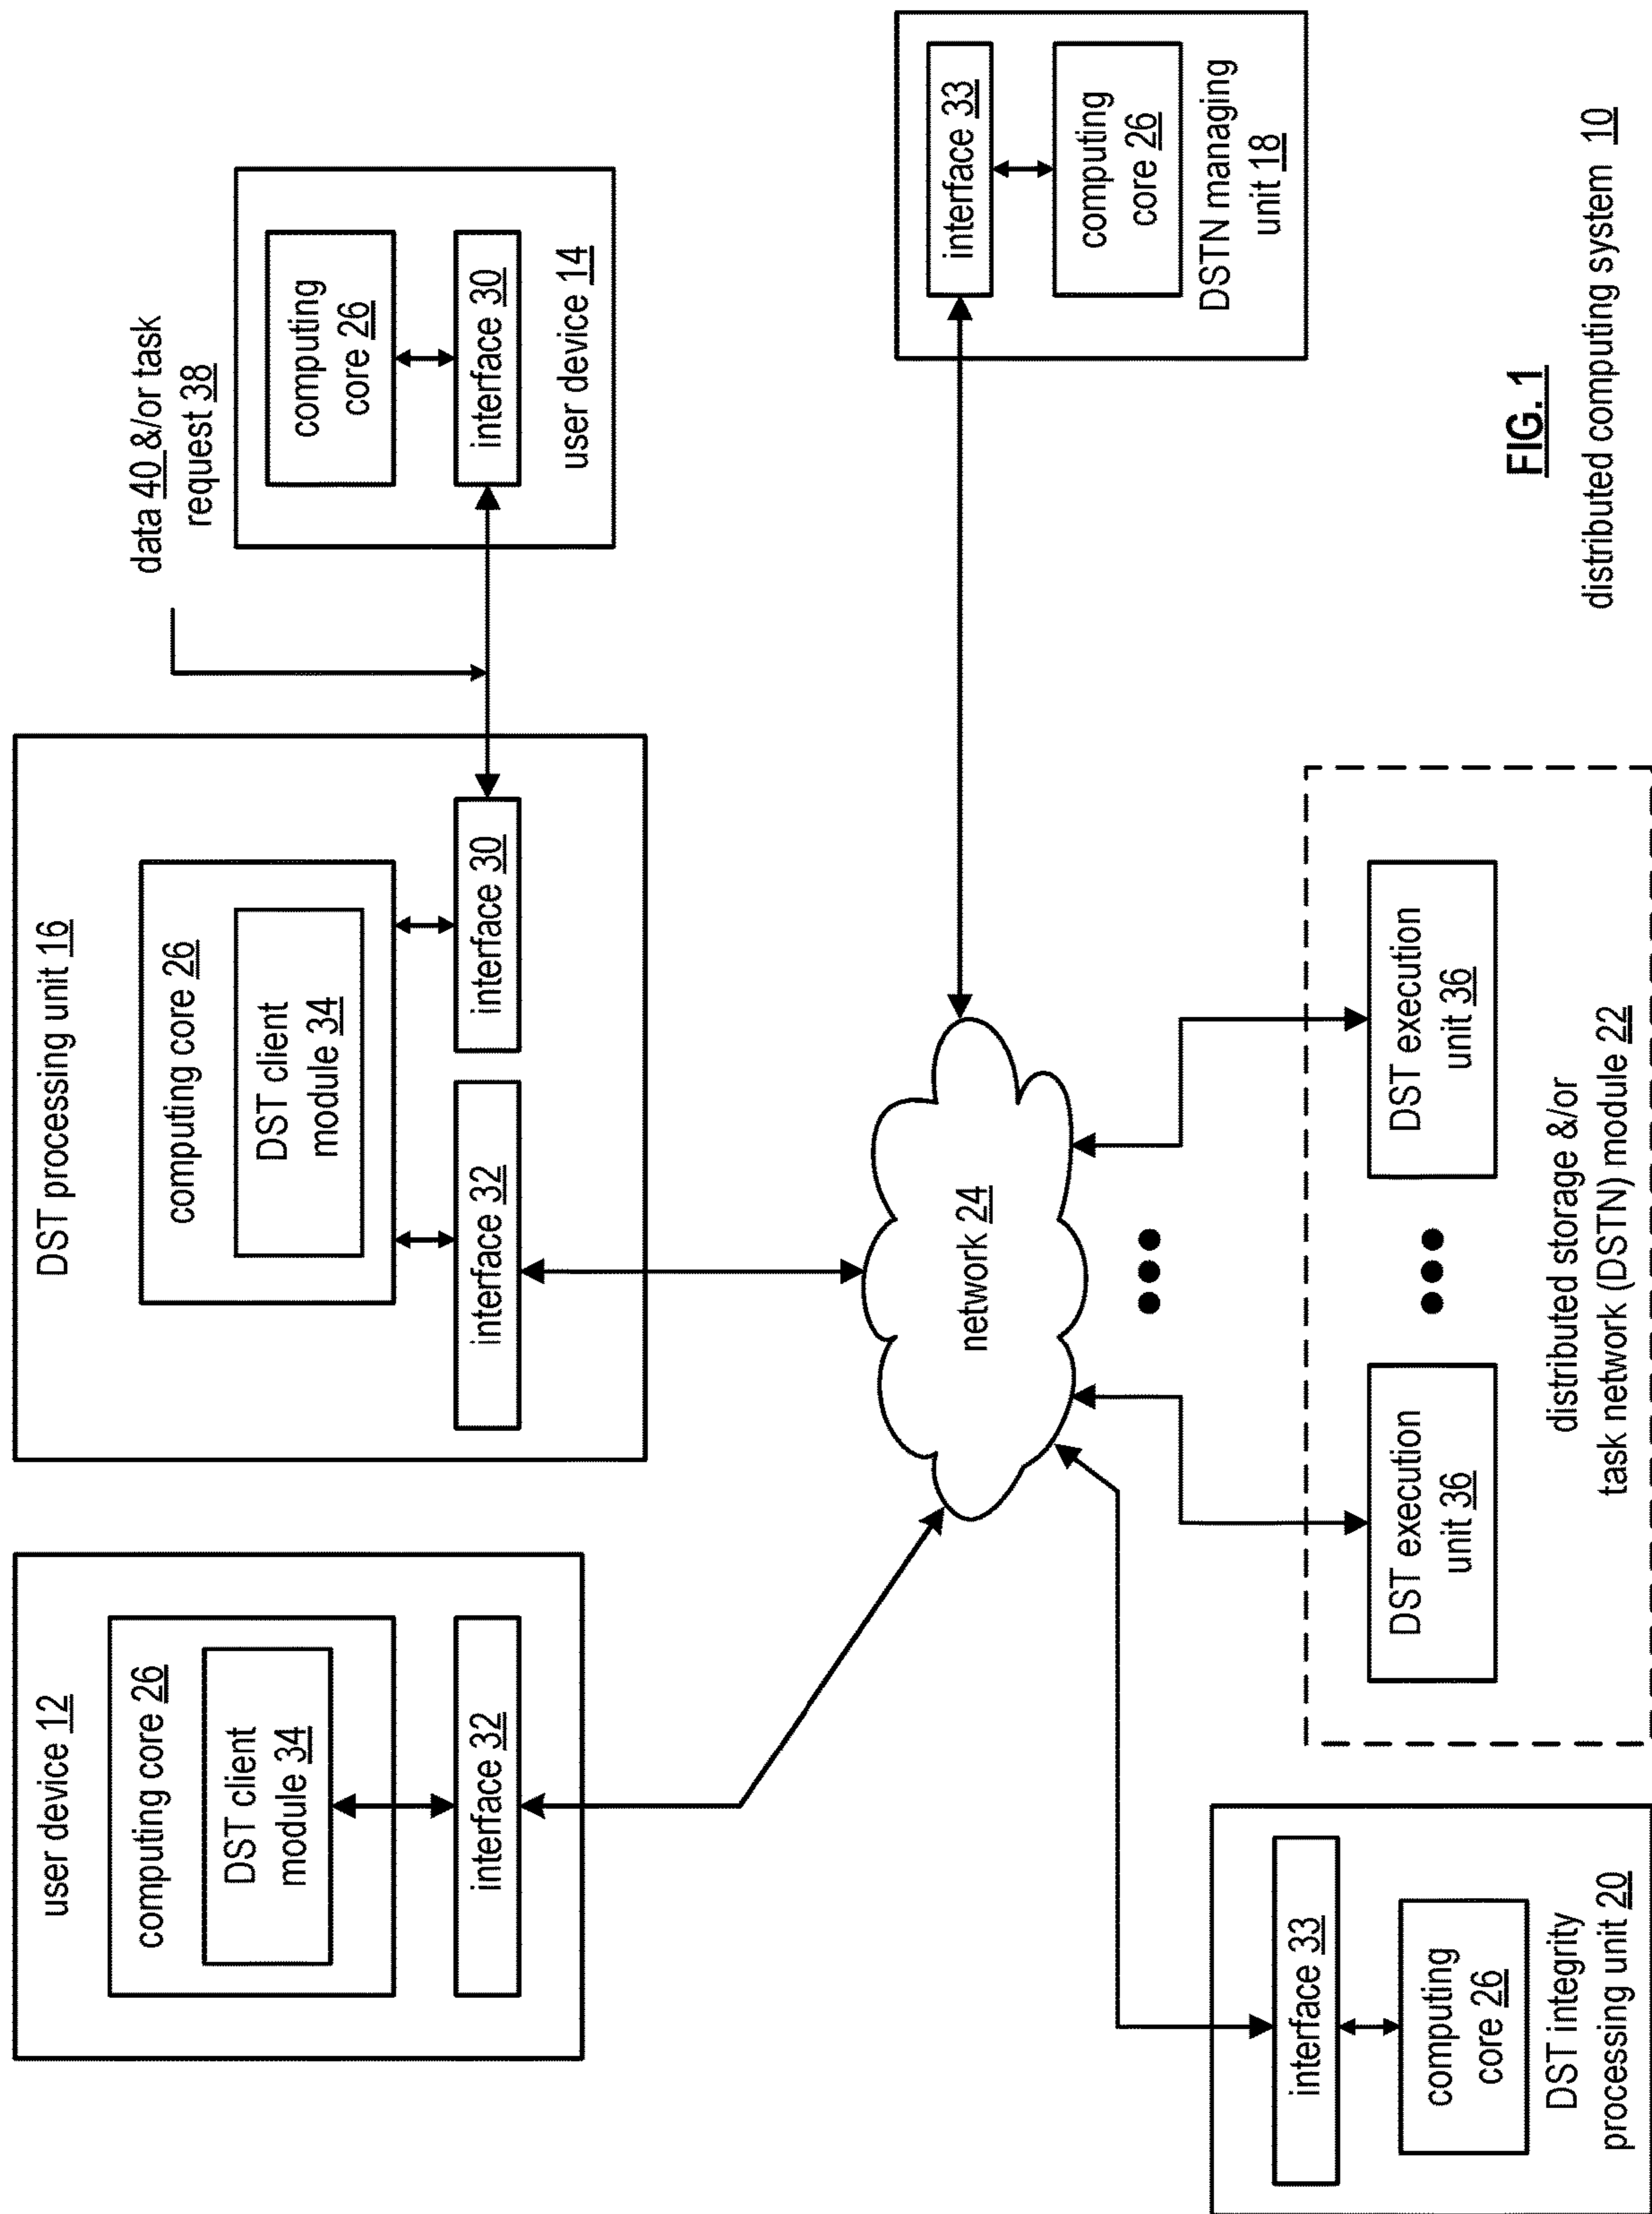 user device 12
computing core 26
DST client
module 34
interface 32
DST processing unit 16
computing core 26
DST client
module 34
interface 32
interface 30
data 40 &/or task
request 38
computing
core 26
interface 30
user device 14
network 24
interface 33
computing
core 26
DSTN managing
unit 18
interface 33
computing
core 26
DST integrity
processing unit 20
DST execution
unit 36
DST execution
unit 36
distributed storage &/or
task network (DSTN) module 22
FIG. 1
distributed computing system 10